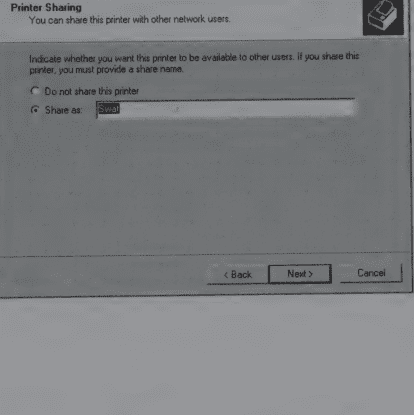 Printer Sharing
You can share this printer with other network users.
Indicate whether you want this printer to be available to other users. If you share this
printer, you must provide a share name.
Do not share this printer
Share as: Swat
< Back Next > Cancel